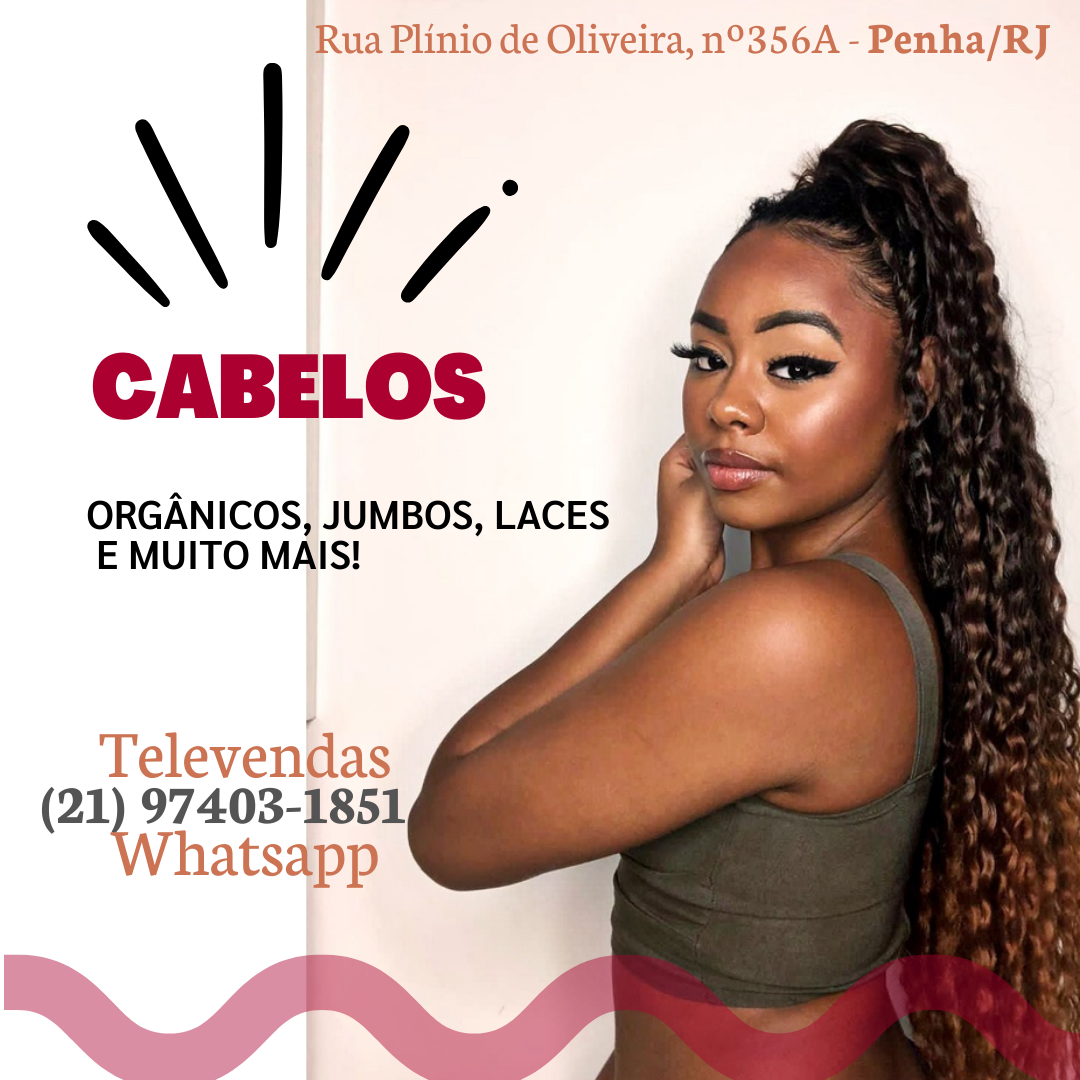 Rua Plínio de Oliveira, nº356A - Penha/RJ
CABELOS
ORGÂNICOS, JUMBOS, LACES
E MUITO MAIS!
Televendas
(21) 97403-1851
Whatsapp